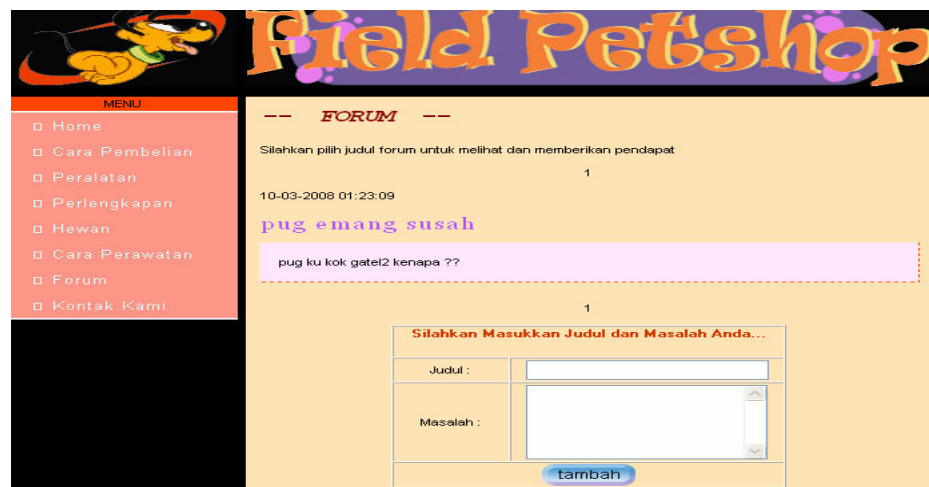 Field Petshop
MENU
Home
Cara Pembelian
Peralatan
Perlengkapan
Hewan
Cara Perawatan
Forum
Kontak Kami
-- FORUM --
Silahkan pilih judul forum untuk melihat dan memberikan pendapat
1
10-03-2008 01:23:09
pug emang susah
pug ku kok gatel2 kenapa ??
1
Silahkan Masukkan Judul dan Masalah Anda...
Judul :
Masalah :
tambah